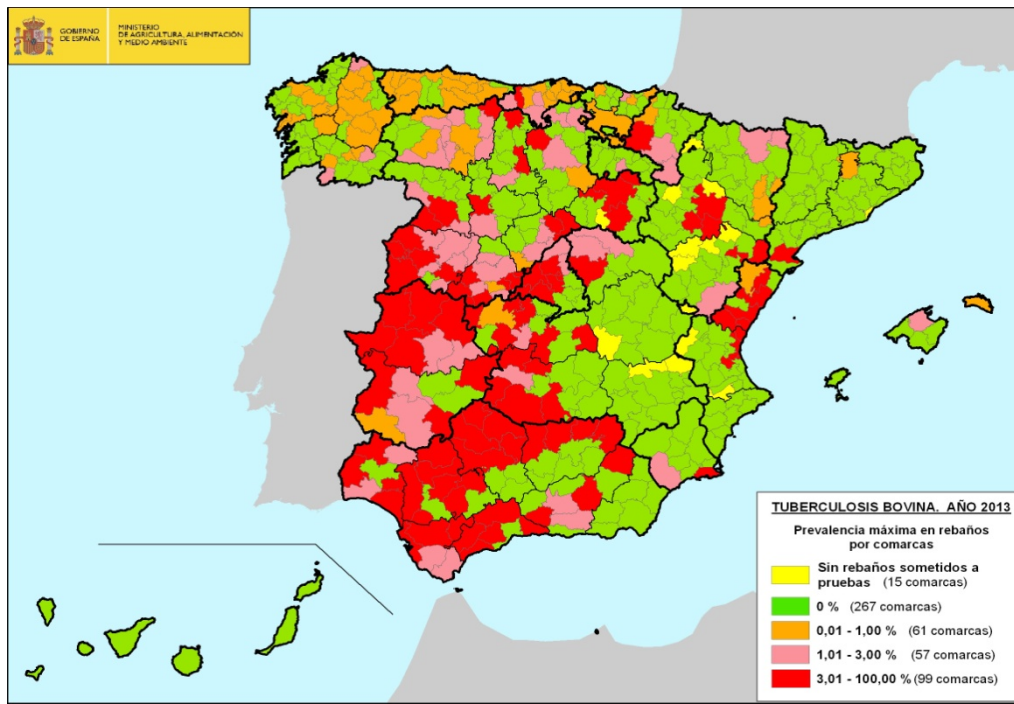 GOBIERNO
DE ESPAÑA
MINISTERIO
DE AGRICULTURA, ALIMENTACIÓN
Y MEDIO AMBIENTE
TUBERCULOSIS BOVINA. AÑO 2013
Prevalencia máxima en rebaños
por comarcas
Sin rebaños sometidos a
pruebas (15 comarcas)
0 % (267 comarcas)
0,01 - 1,00 % (61 comarcas)
1,01 - 3,00 % (57 comarcas)
3,01 - 100,00 % (99 comarcas)